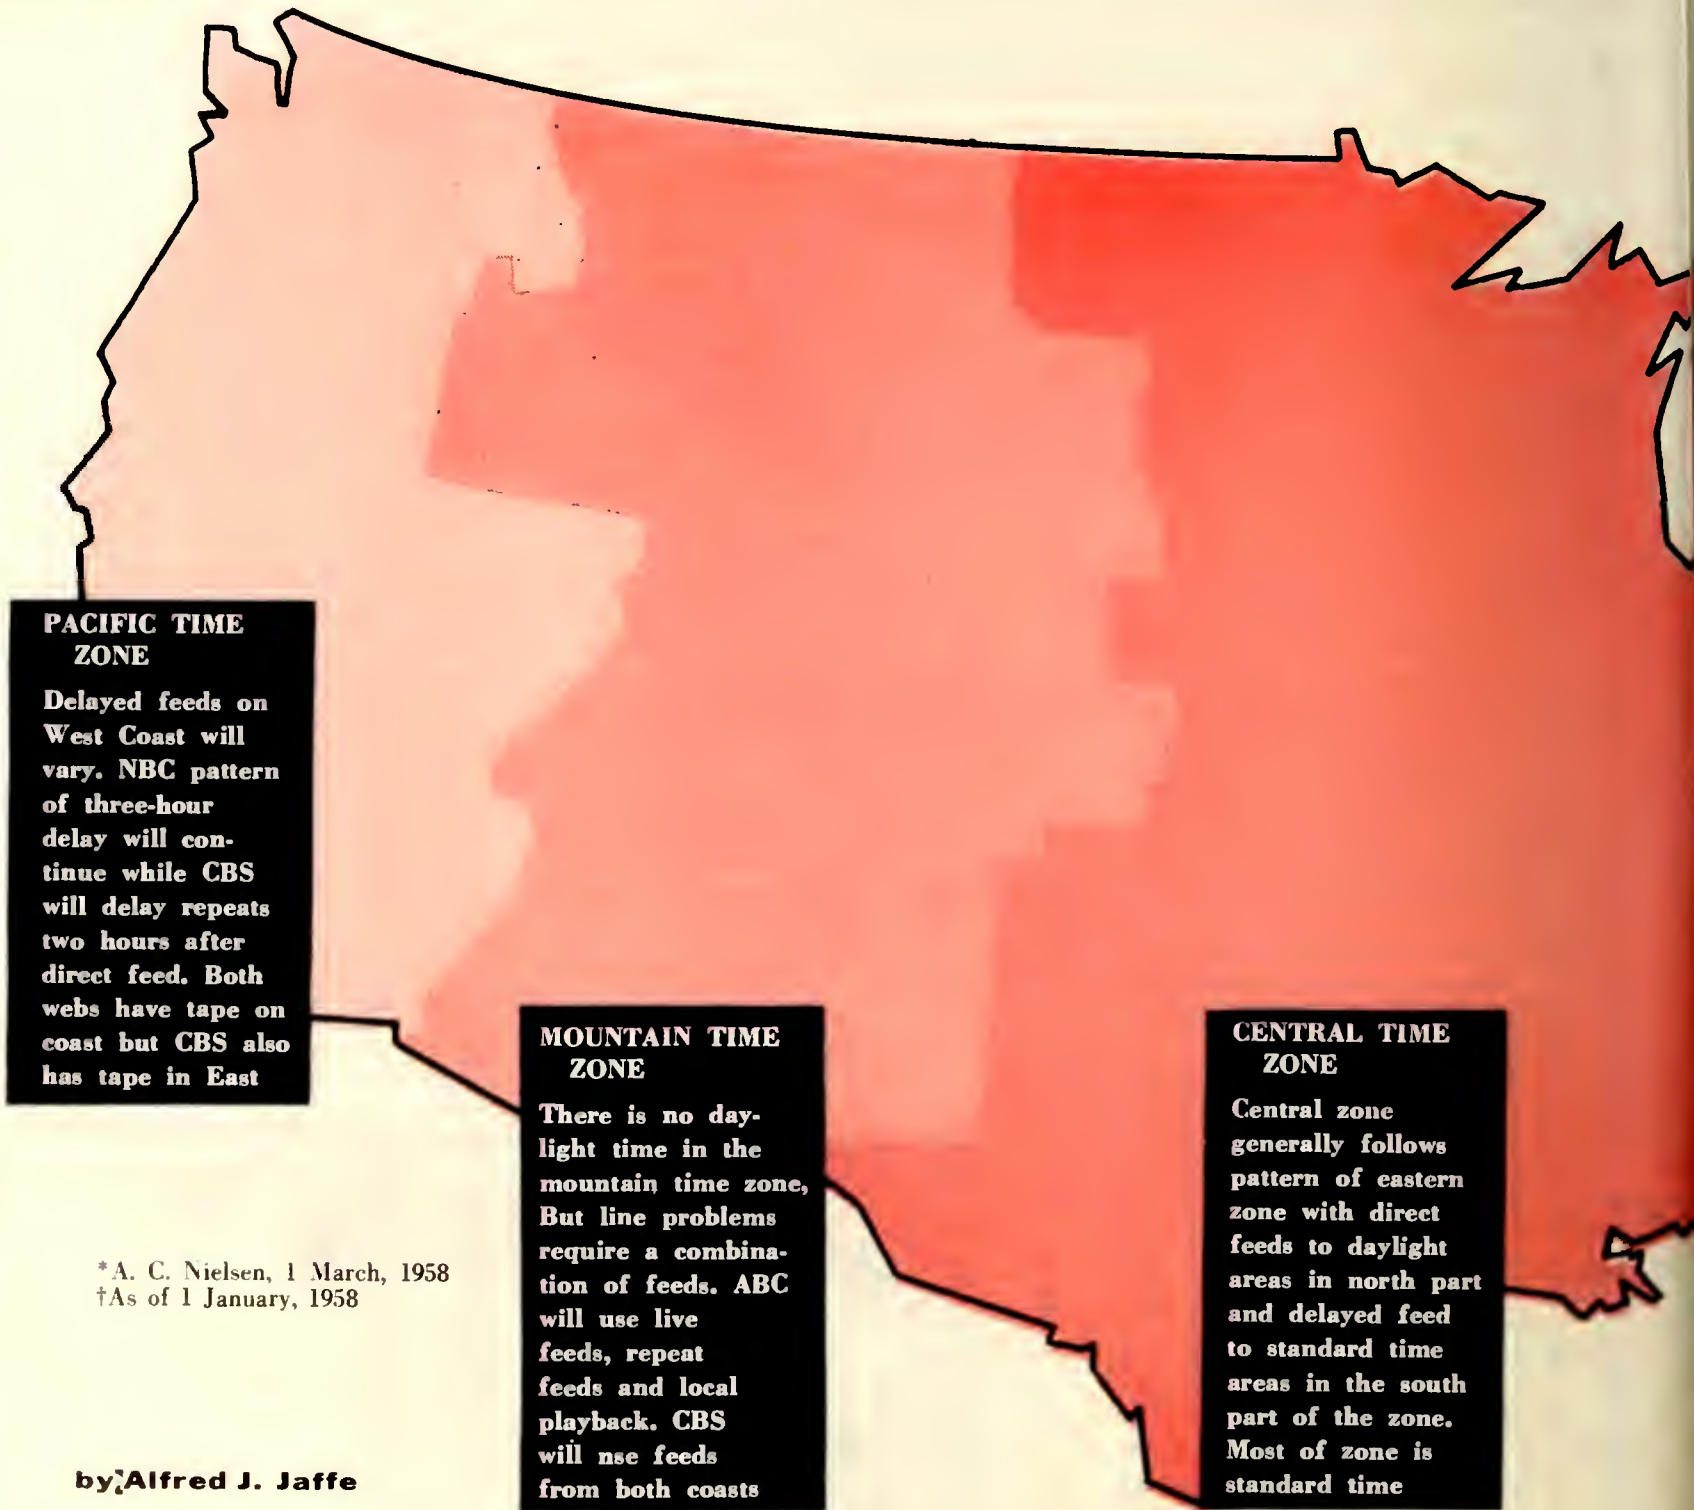 PACIFIC TIME
ZONE
Delayed feeds on
West Coast will
vary. NBC pattern
of three-hour
delay will con-
tinue while CBS
will delay repeats
two hours after
direct feed. Both
webs have tape on
coast but CBS also
has tape in East
MOUNTAIN TIME
ZONE
There is no day-
light time in the
mountain time zone,
But line problems
require a combina-
tion of feeds. ABC
will use live
feeds, repeat
feeds and local
playback. CBS
will nse feeds
from both coasts
CENTRAL TIME
ZONE
Central zone
generally follows
pattern of eastern
zone with direct
feeds to daylight
areas in north part
and delayed feed
to standard time
areas in the south
part of the zone.
Most of zone is
standard time
*A. C. Nielsen, 1 March, 1958
†As of 1 January, 1958
by Alfred J. Jaffe